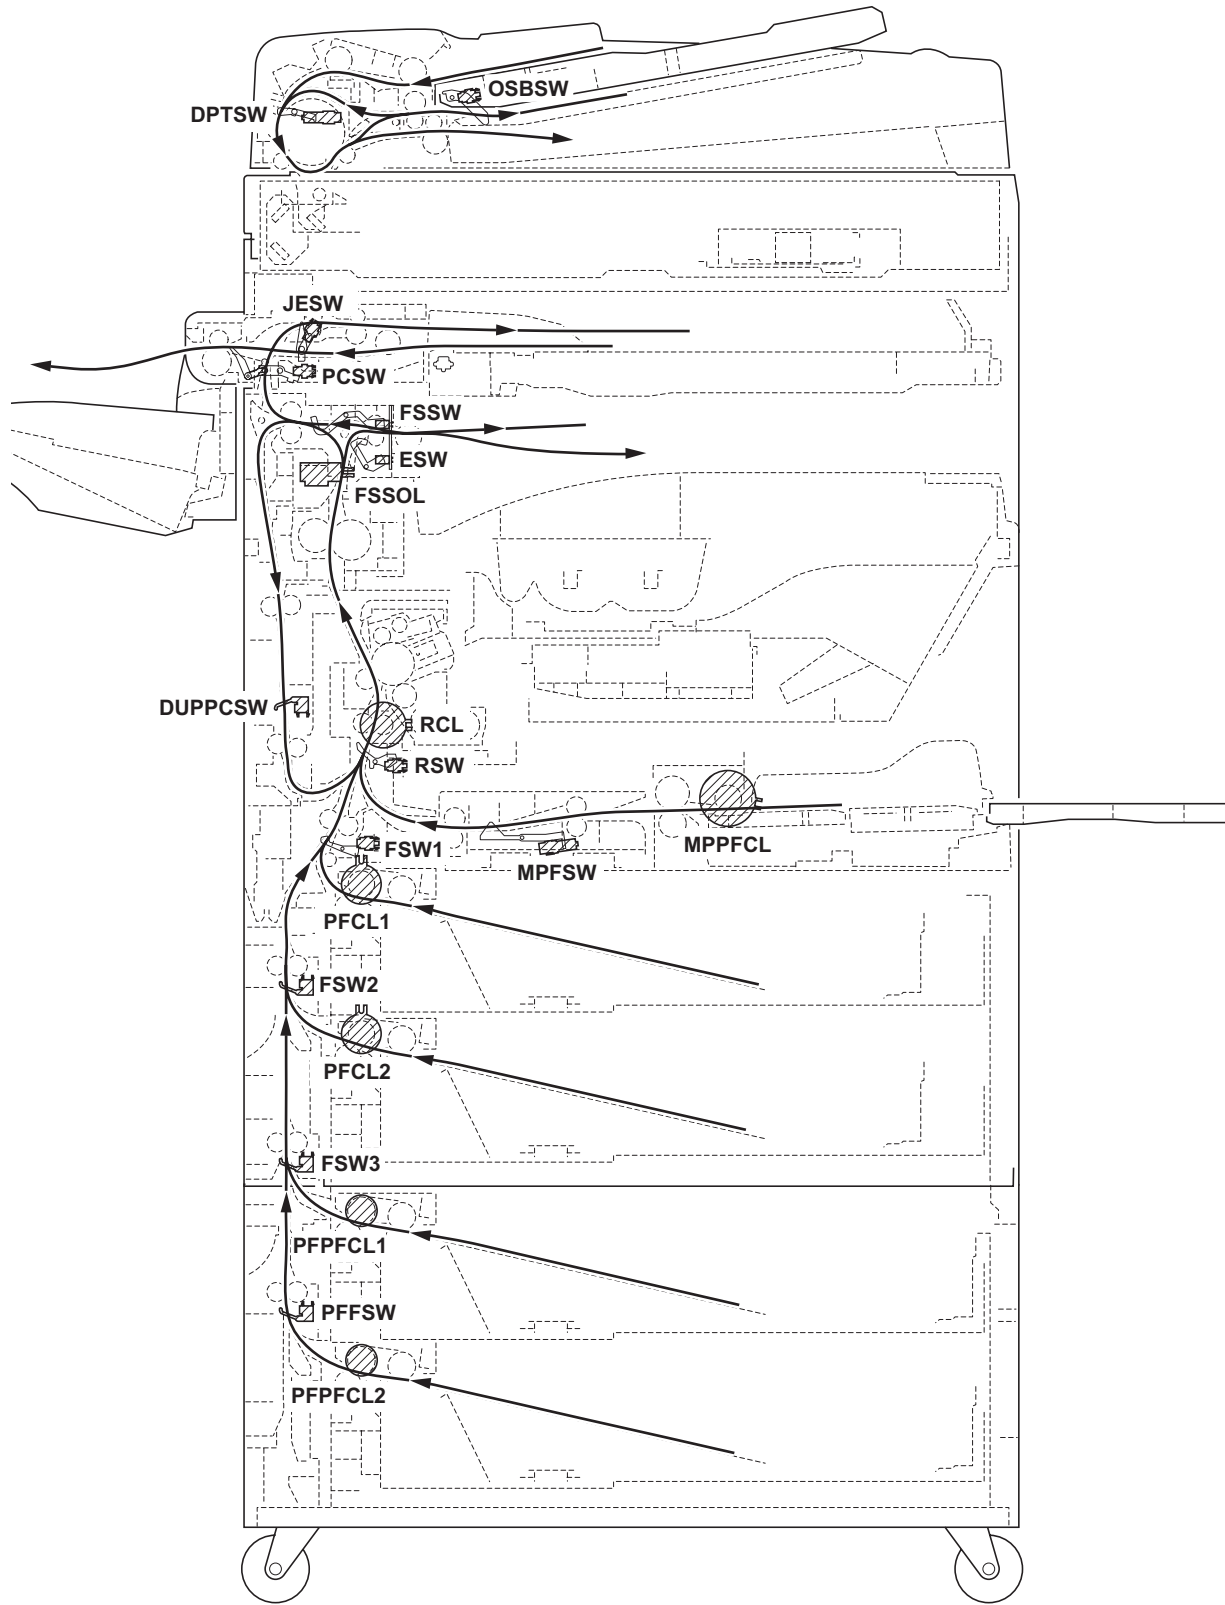 OSBSW
DPTSW
JESW
PCSW
FSSW
ESW
FSSOL
DUPPCSW
RCL
RSW
MPPFCL
FSW1
MPFSW
PFCL1
FSW2
PFCL2
FSW3
PFPFCL1
PFFSW
PFPFCL2